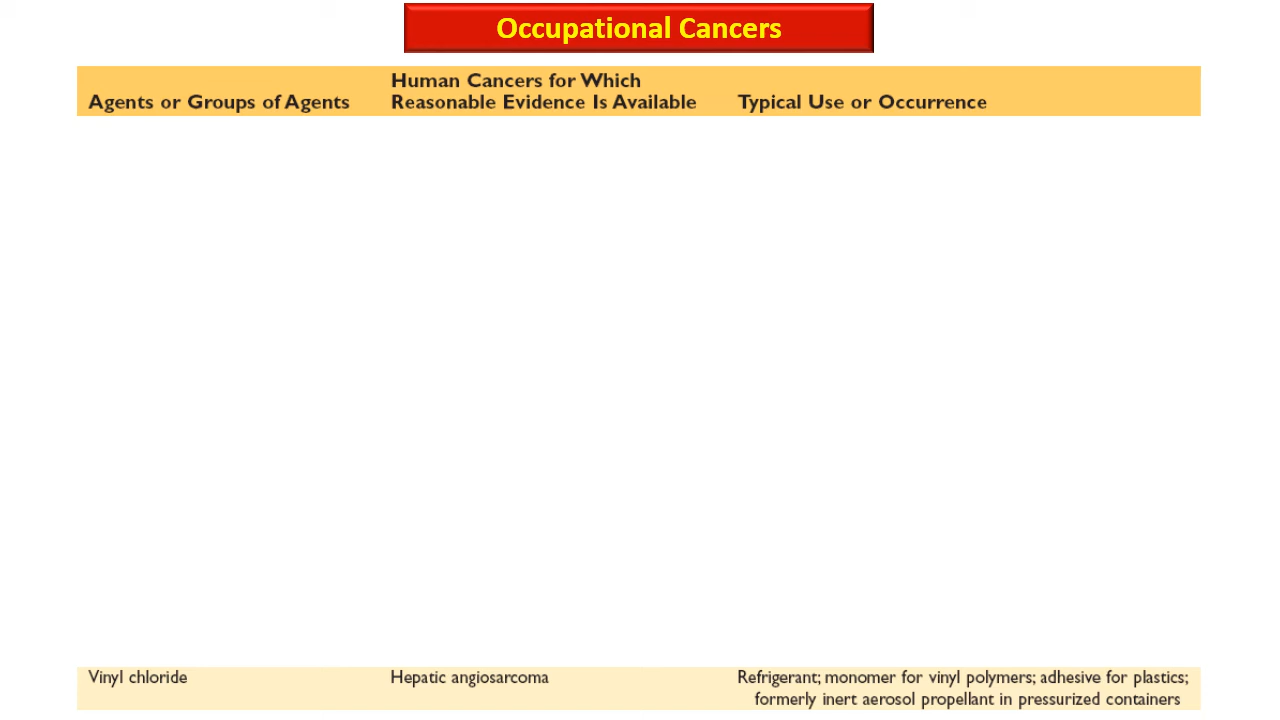 Occupational Cancers
Agents or Groups of Agents
Human Cancers for Which
Reasonable Evidence Is Available
Typical Use or Occurrence
Vinyl chloride
Hepatic angiosarcoma
Refrigerant; monomer for vinyl polymers; adhesive for plastics;
formerly inert aerosol propellant in pressurized containers